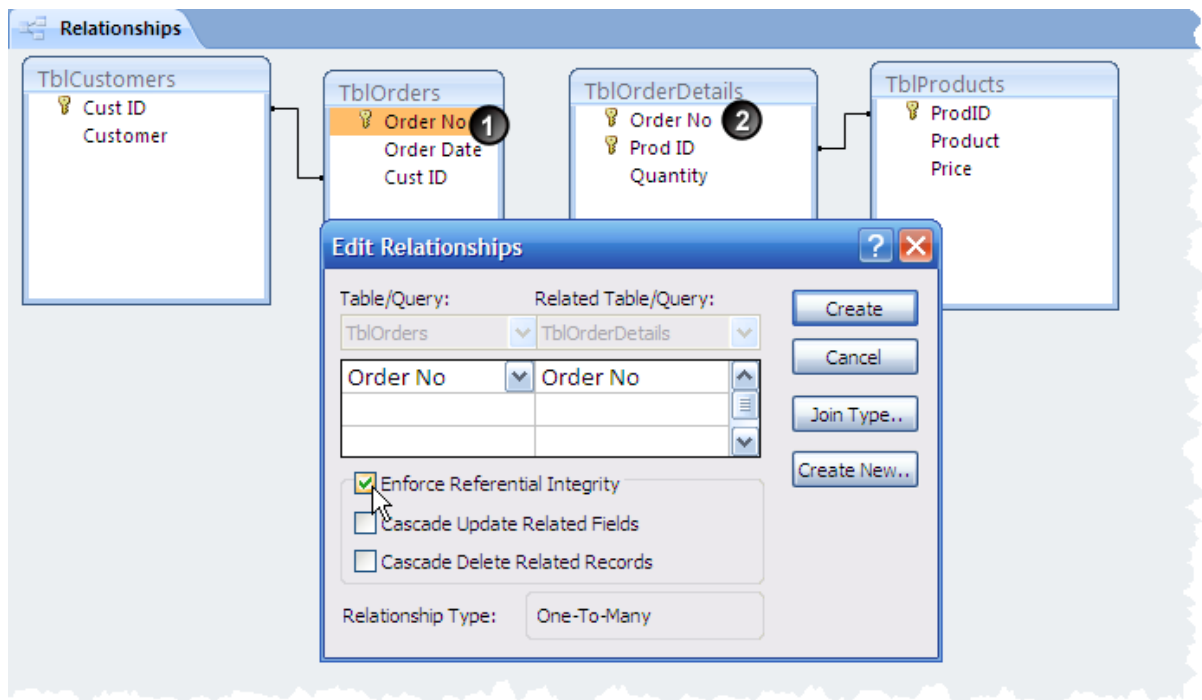 Relationships
TblCustomers
Cust ID
Customer
TblOrders
Order No
1
Order Date
Cust ID
TblOrderDetails
Order No
2
Prod ID
Quantity
TblProducts
ProdID
Product
Price
Edit Relationships
?
Table/Query:
Related Table/Query:
TblOrders
TblOrderDetails
Order No
Order No
Enforce Referential Integrity
Cascade Update Related Fields
Cascade Delete Related Records
Relationship Type:
One-To-Many
Create
Cancel
Join Type..
Create New..